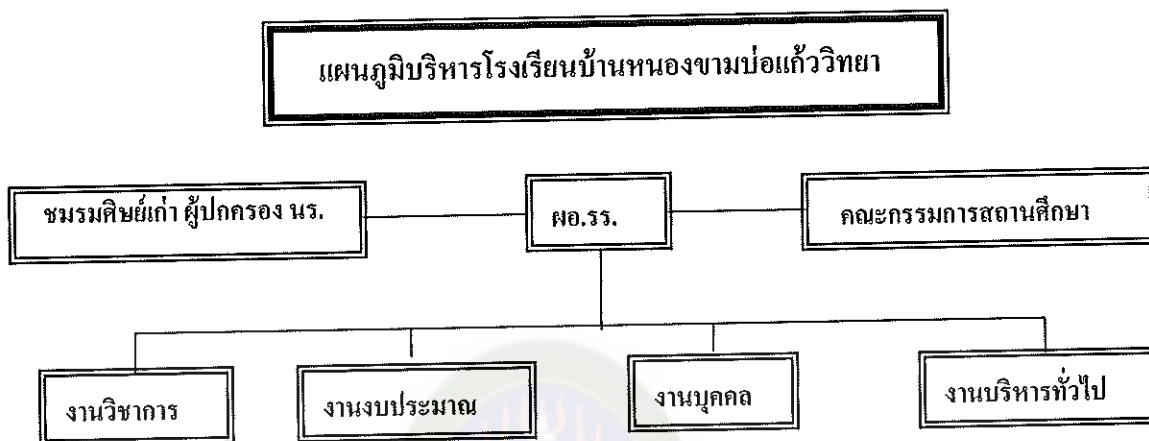 แผนภูมิบริหารโรงเรียนบ้านหนองขามบ่อแก้ววิทยา
ชมรมศิษย์เก่า ผู้ปกครอง นร.
ผอ.รร.
คณะกรรมการสถานศึกษา
งานวิชาการ
งานงบประมาณ
งานบุคคล
งานบริหารทั่วไป